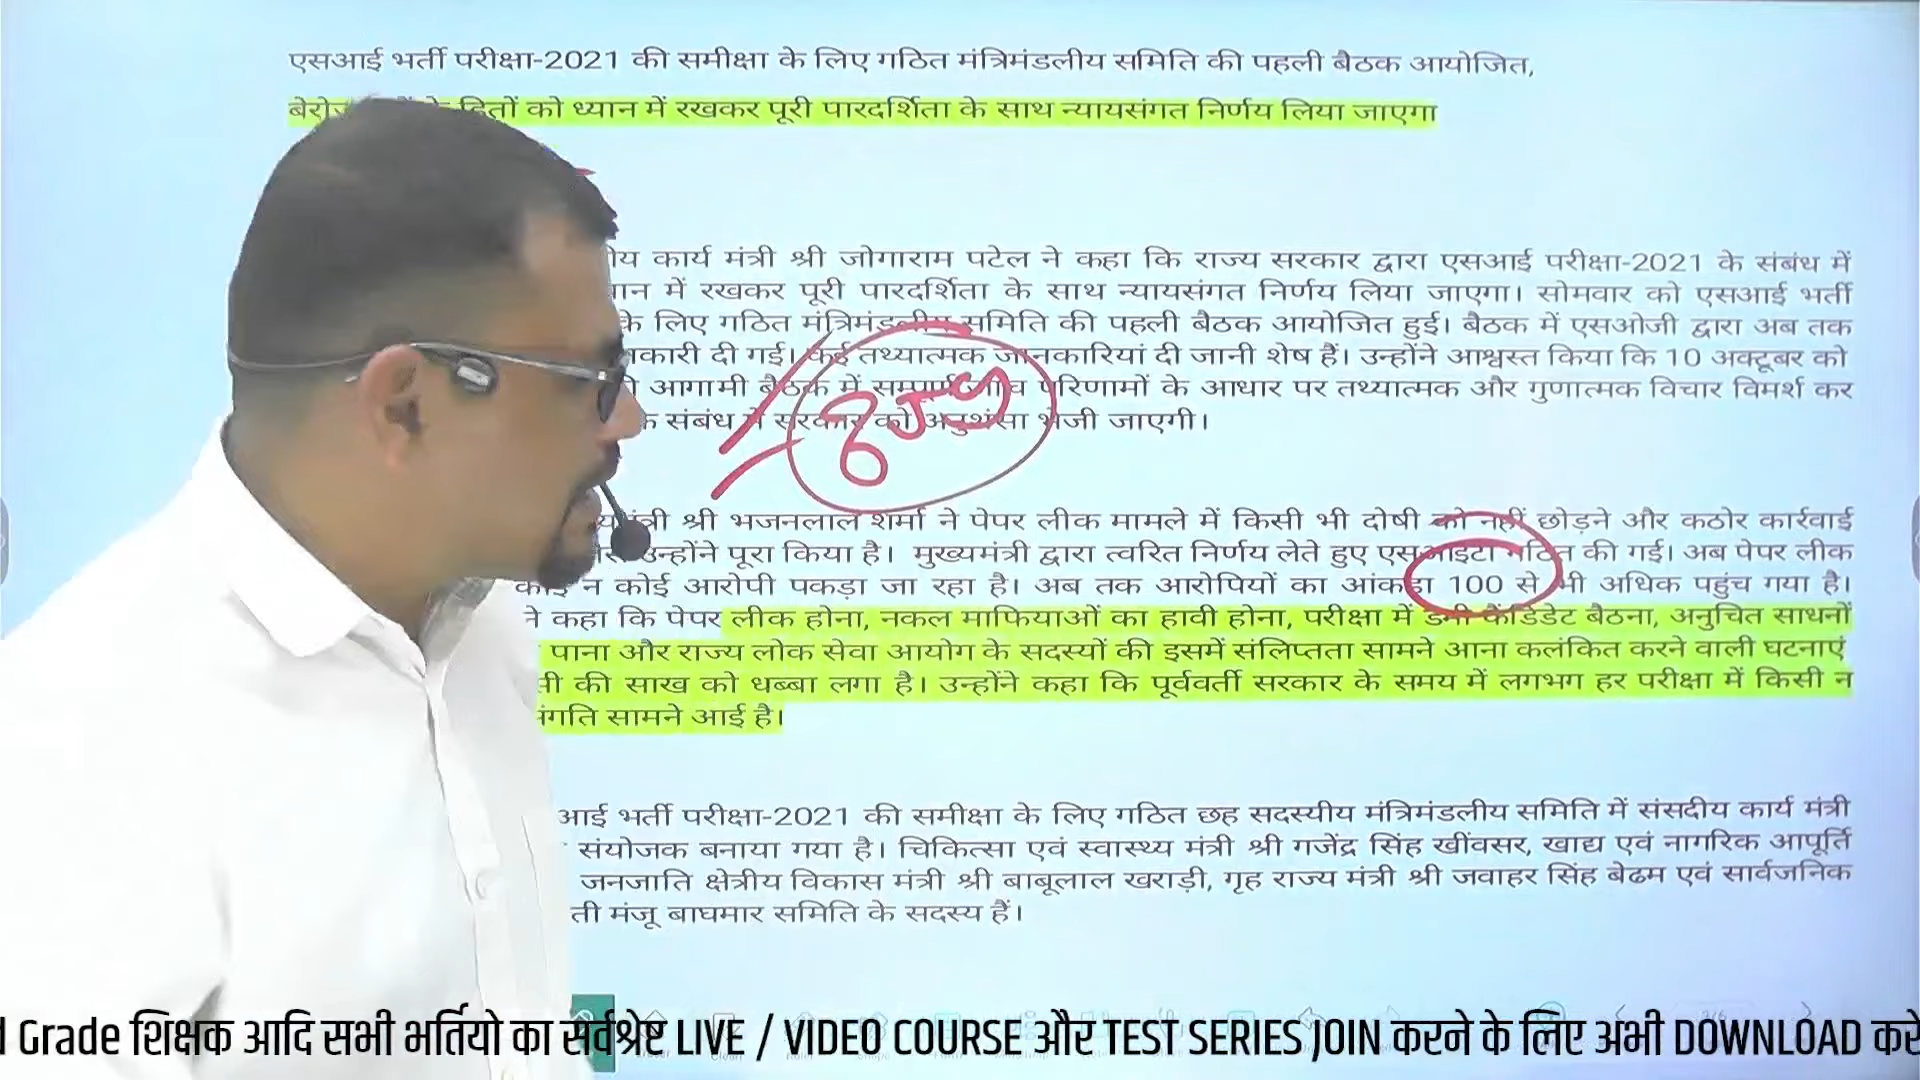 एसआई भर्ती परीक्षा-2021 की समीक्षा के लिए गठित मंत्रिमंडलीय समिति की पहली बैठक आयोजित,
हितों को ध्यान में रखकर पूरी पारदर्शिता के साथ न्यायसंगत निर्णय लिया जाएगा
कार्य मंत्री श्री जोगाराम पटेल ने कहा कि राज्य सरकार द्वारा एसआई परीक्षा-2021 के संबंध में
में रखकर पूरी पारदर्शिता के साथ न्यायसंगत निर्णय लिया जाएगा। सोमवार को एसआई भर्ती
के लिए गठित मंत्रिमंडलीय समिति की पहली बैठक आयोजित हुई। बैठक में एसओजी द्वारा अब तक
दी गई। कई तथ्यात्मक जानकारियां दी जानी शेष हैं। उन्होंने आश्वस्त किया कि 10 अक्टूबर को
आगामी बैठक में परिणामों के आधार पर तथ्यात्मक और गुणात्मक विचार विमर्श कर
के संबंध में सरकार को अनुशंसा भेजी जाएगी।
श्री भजनलाल शर्मा ने पेपर लीक मामले में किसी भी दोषी को नहीं छोड़ने और कठोर कार्रवाई
उन्होंने पूरा किया है। मुख्यमंत्री द्वारा त्वरित निर्णय लेते हुए एसआइटी गठित की गई। अब पेपर लीक
न कोई आरोपी पकड़ा जा रहा है। अब तक आरोपियों का आंकड़ा 100 से भी अधिक पहुंच गया है।
ने कहा कि पेपर लीक होना, नकल माफियाओं का हावी होना, परीक्षा में डमी कैंडिडेट बैठना, अनुचित साधनों
पाना और राज्य लोक सेवा आयोग के सदस्यों की इसमें संलिप्तता सामने आना कलंकित करने वाली घटनाएं
की साख को धब्बा लगा है। उन्होंने कहा कि पूर्ववर्ती सरकार के समय में लगभग हर परीक्षा में किसी न
सामने आई है।
आई भर्ती परीक्षा-2021 की समीक्षा के लिए गठित छह सदस्यीय मंत्रिमंडलीय समिति में संसदीय कार्य मंत्री
संयोजक बनाया गया है। चिकित्सा एवं स्वास्थ्य मंत्री श्री गजेंद्र सिंह खींवसर, खाद्य एवं नागरिक आपूर्ति
जनजाति क्षेत्रीय विकास मंत्री श्री बाबूलाल खराड़ी, गृह राज्य मंत्री श्री जवाहर सिंह बेढम एवं सार्वजनिक
मंजू बाघमार समिति के सदस्य हैं।
Grade शिक्षक आदि सभी भर्तियो का सर्वश्रेष्ट LIVE / VIDEO COURSE और TEST SERIES JOIN करने के लिए अभी DOWNLOAD करे